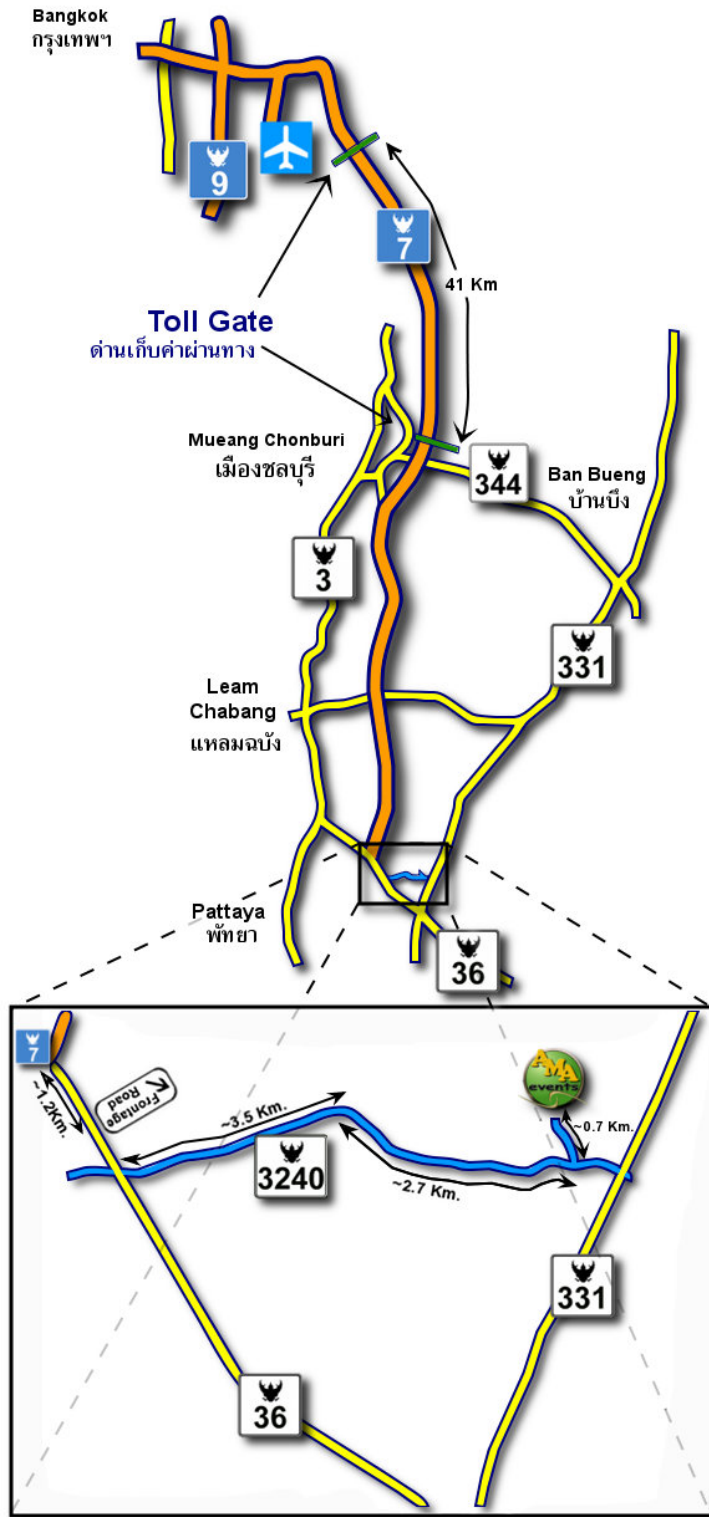 Bangkok
กรุงเทพฯ
9
7
41 Km
Toll Gate
ด่านเก็บค่าผ่านทาง
Mueang Chonburi
เมืองชลบุรี
344
Ban Bueng
บ้านบึง
3
331
Leam
Chabang
แหลมฉบัง
Pattaya
พัทยา
36
7
~1.2Km.
Frontage
Road
~3.5 Km.
AMA
events
~0.7 Km.
3240
~2.7 Km.
331
36